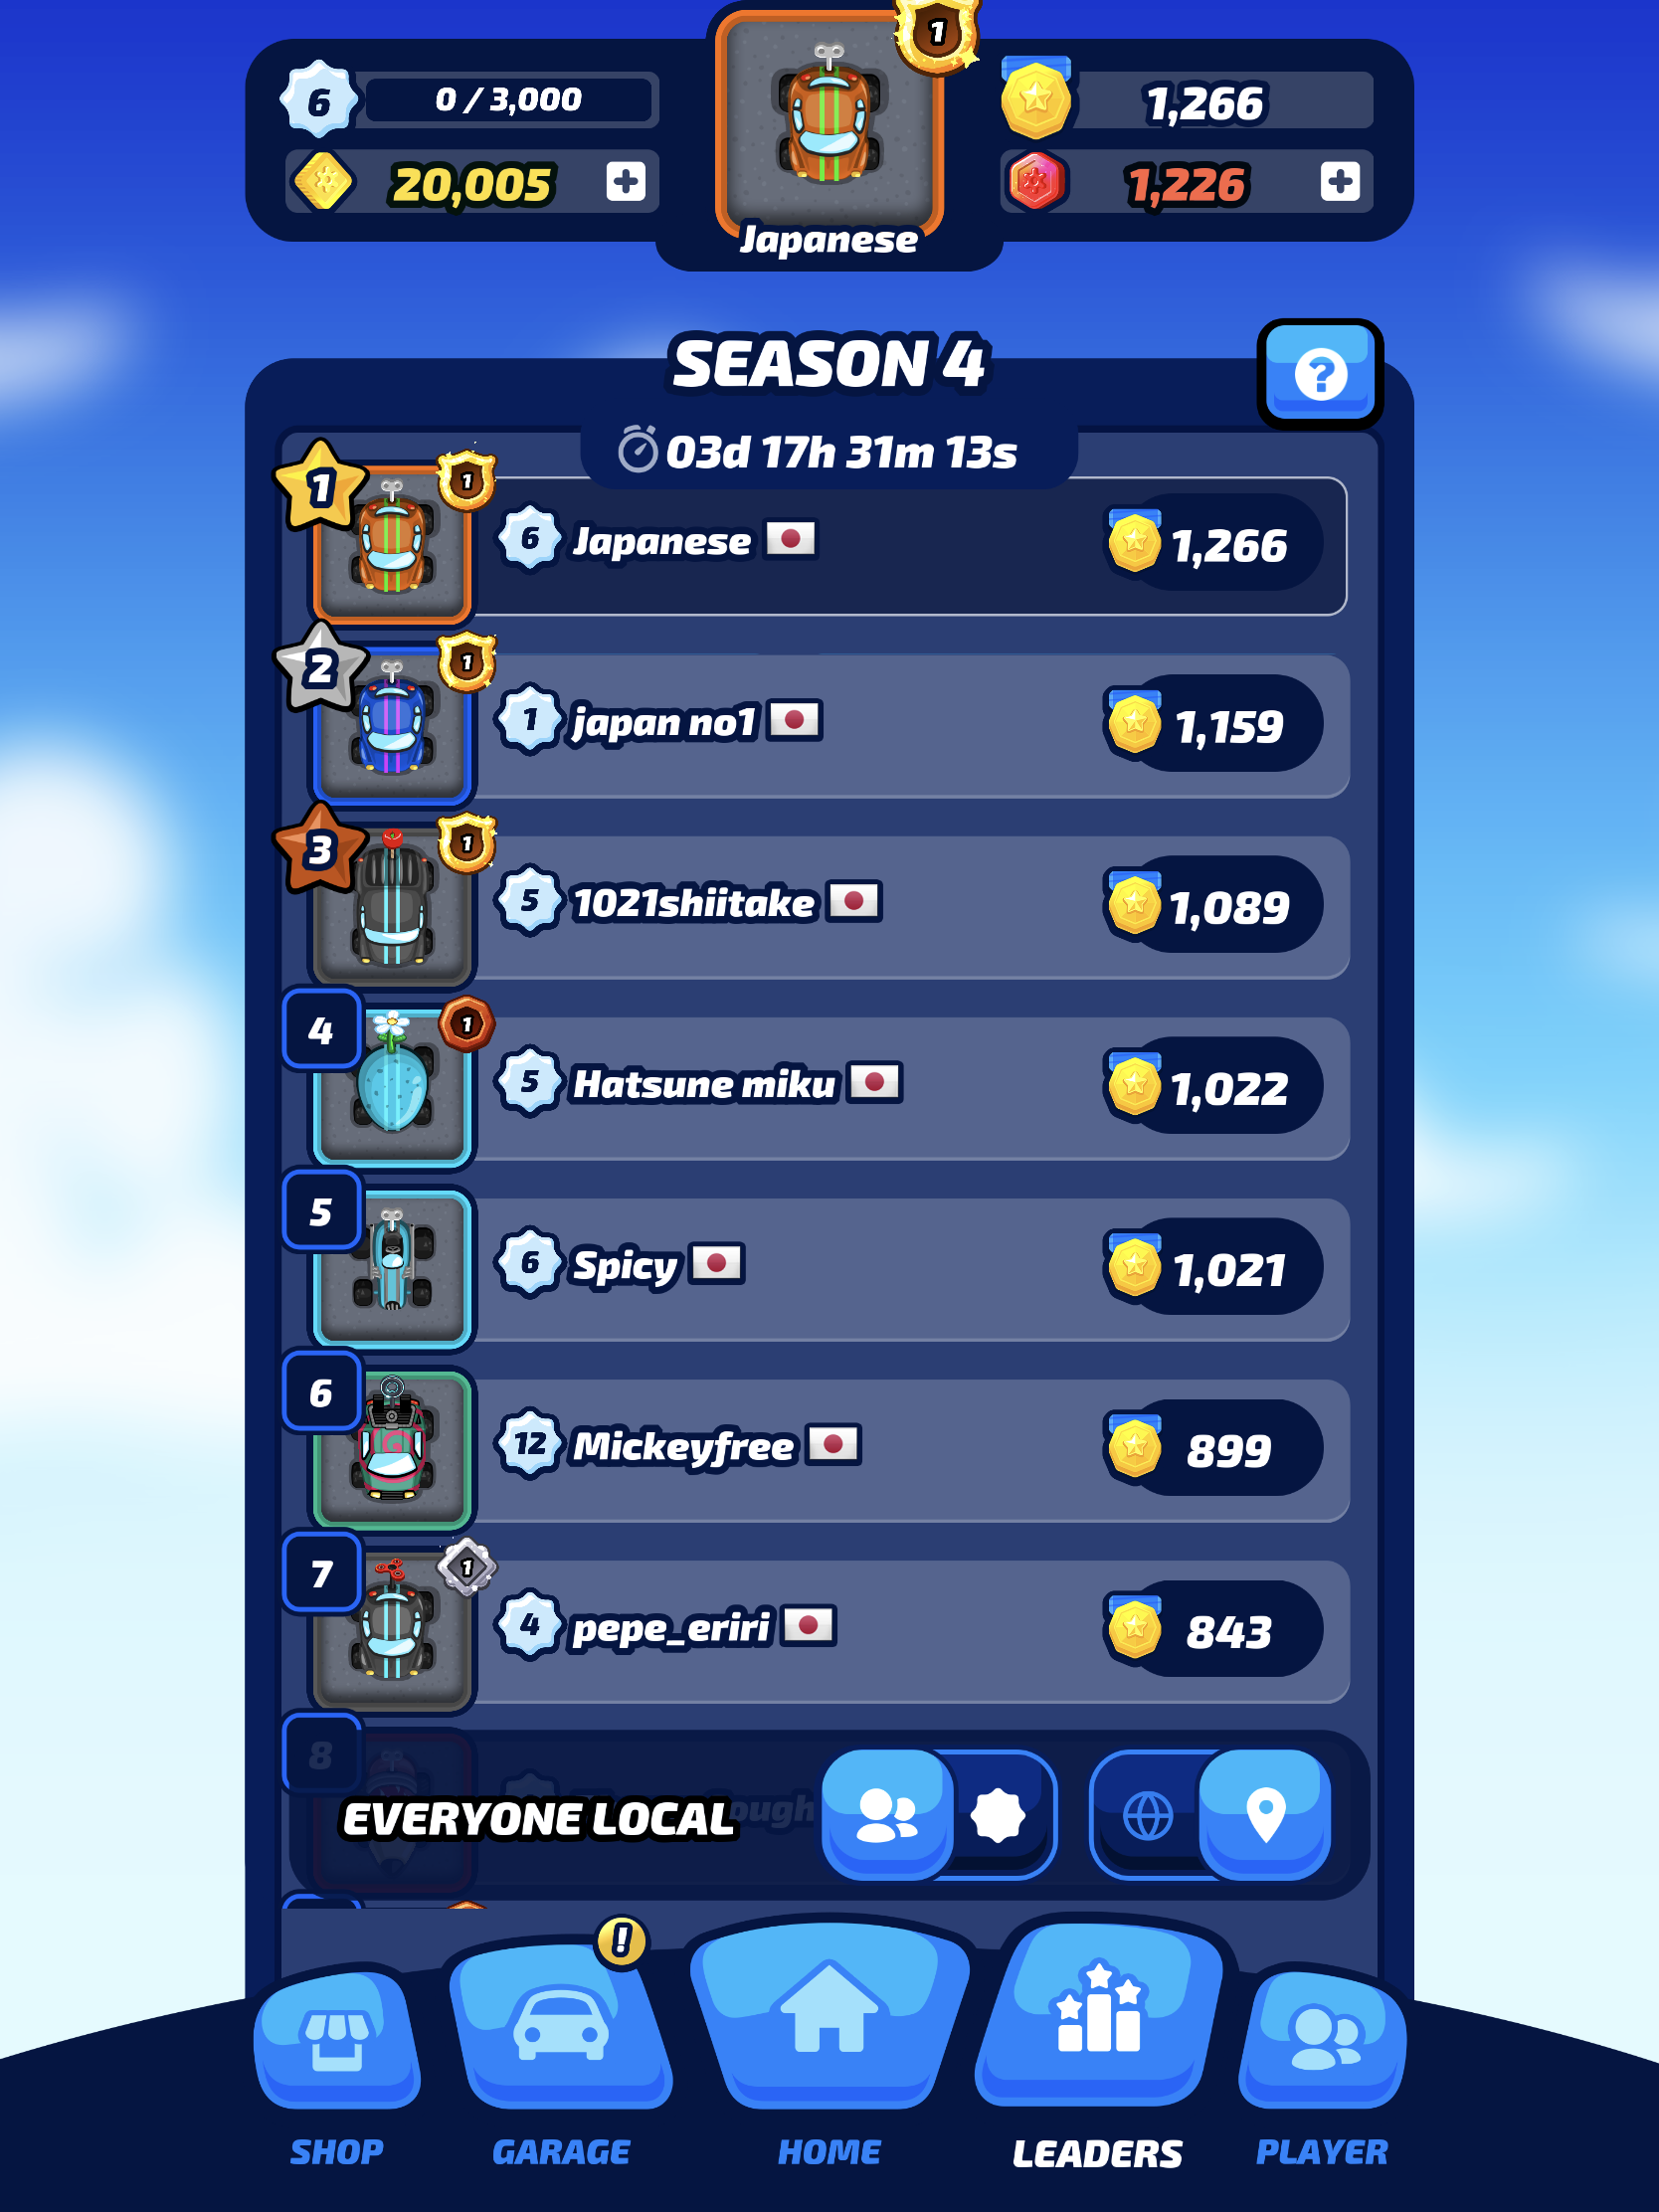 1
6
0 / 3,000
1,266
20,005
1,226
Japanese
SEASON 4
?
03d 17h 31m 13s
1
1
6
Japanese
1,266
2
1
1
japan no1
1,159
3
1
5
1021shiitake
1,089
4
1
5
Hatsune miku
1,022
5
6
Spicy
1,021
6
12
Mickeyfree
899
7
1
4
pepe_eriri
843
8
EVERYONE LOCAL
!
SHOP
GARAGE
HOME
LEADERS
PLAYER